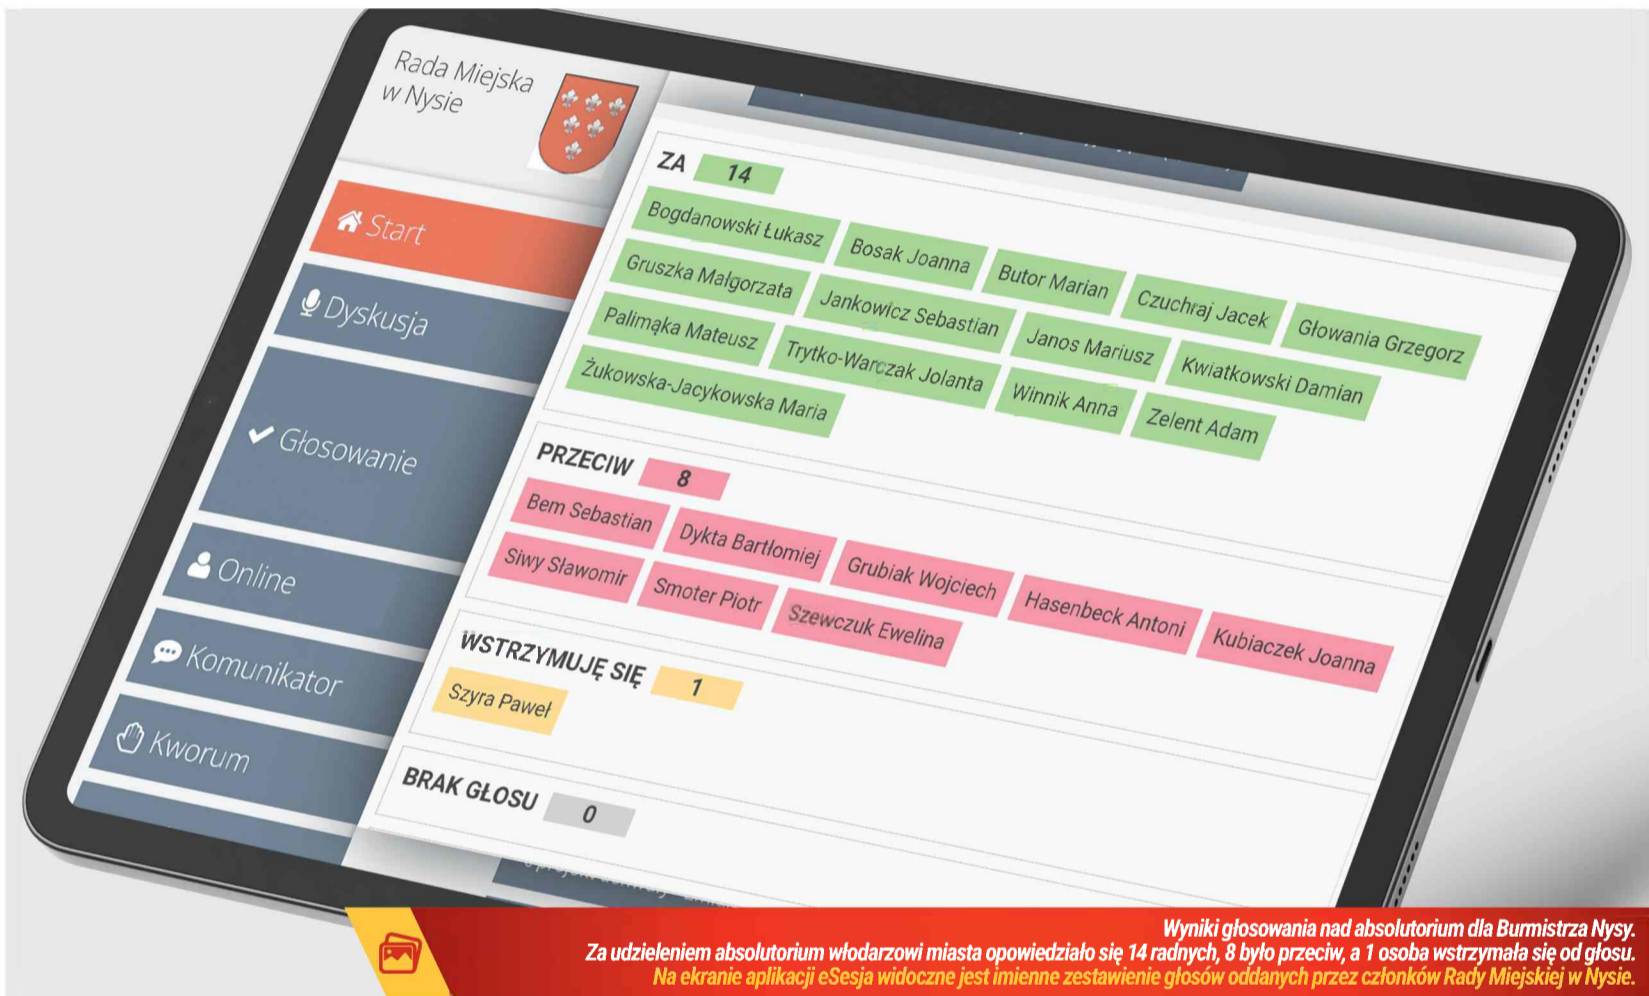 Rada Miejska
w Nysie
Start
Dyskusja
Głosowanie
Online
Komunikator
Kworum
ZA 14
Bogdanowski Łukasz Bosak Joanna Butor Marian Czuchraj Jacek Głowania Grzegorz
Gruszka Małgorzata Jankowicz Sebastian Janos Mariusz Kwiatkowski Damian
Palimąka Mateusz Trytko-Warczak Jolanta Winnik Anna Zelent Adam
Żukowska-Jacykowska Maria
PRZECIW 8
Bem Sebastian Dykta Bartłomiej Grubiak Wojciech Hasenbeck Antoni Kubiaczek Joanna
Siwy Sławomir Smoter Piotr Szewczuk Ewelina
WSTRZYMUJĘ SIĘ 1
Szyra Paweł
BRAK GŁOSU 0
Wyniki głosowania nad absolutorium dla Burmistrza Nysy.
Za udzieleniem absolutorium włodarzowi miasta opowiedziało się 14 radnych, 8 było przeciw, a 1 osoba wstrzymała się od głosu.
Na ekranie aplikacji eSesja widoczne jest imienne zestawienie głosów oddanych przez członków Rady Miejskiej w Nysie.